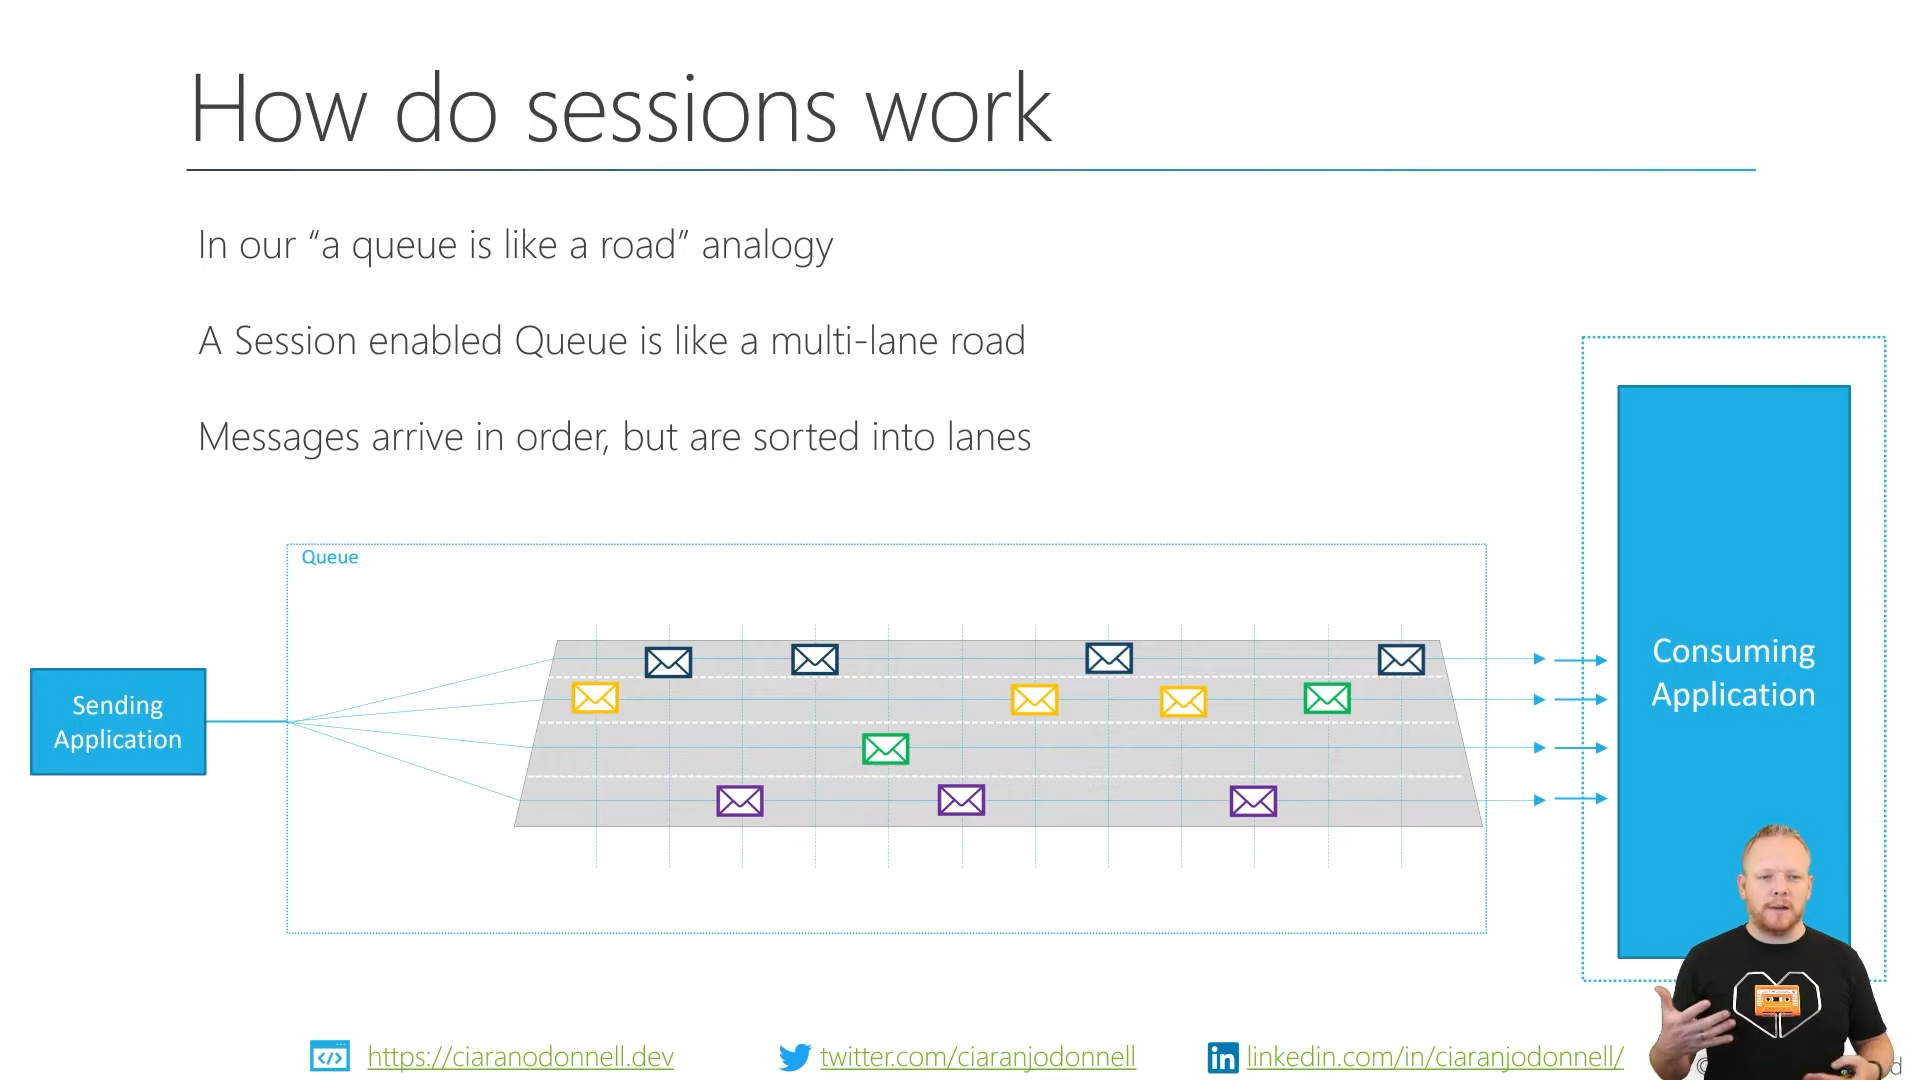 How do sessions work
In our “a queue is like a road” analogy
A Session enabled Queue is like a multi-lane road
Messages arrive in order, but are sorted into lanes
Queue
Sending
Application
Consuming
Application
https://ciaranodonnell.dev
twitter.com/ciaranjodonnell
linkedin.com/in/ciaranjodonnell/